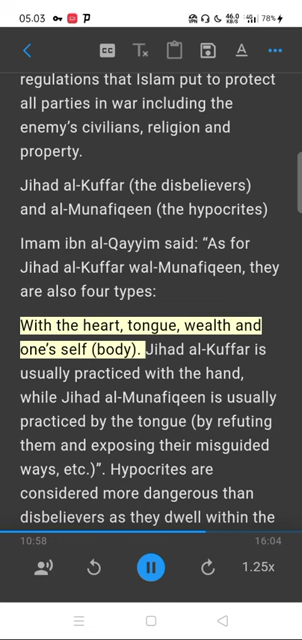 05.03
46.0
KB/S
4G
78%
CC
regulations that Islam put to protect
all parties in war including the
enemy's civilians, religion and
property.
Jihad al-Kuffar (the disbelievers)
and al-Munafiqeen (the hypocrites)
Imam ibn al-Qayyim said: “As for
Jihad al-Kuffar wal-Munafiqeen, they
are also four types:
With the heart, tongue, wealth and
one's self (body). Jihad al-Kuffar is
usually practiced with the hand,
while Jihad al-Munafiqeen is usually
practiced by the tongue (by refuting
them and exposing their misguided
ways, etc.)”. Hypocrites are
considered more dangerous than
disbelievers as they dwell within the
10:58
16:04
1.25x